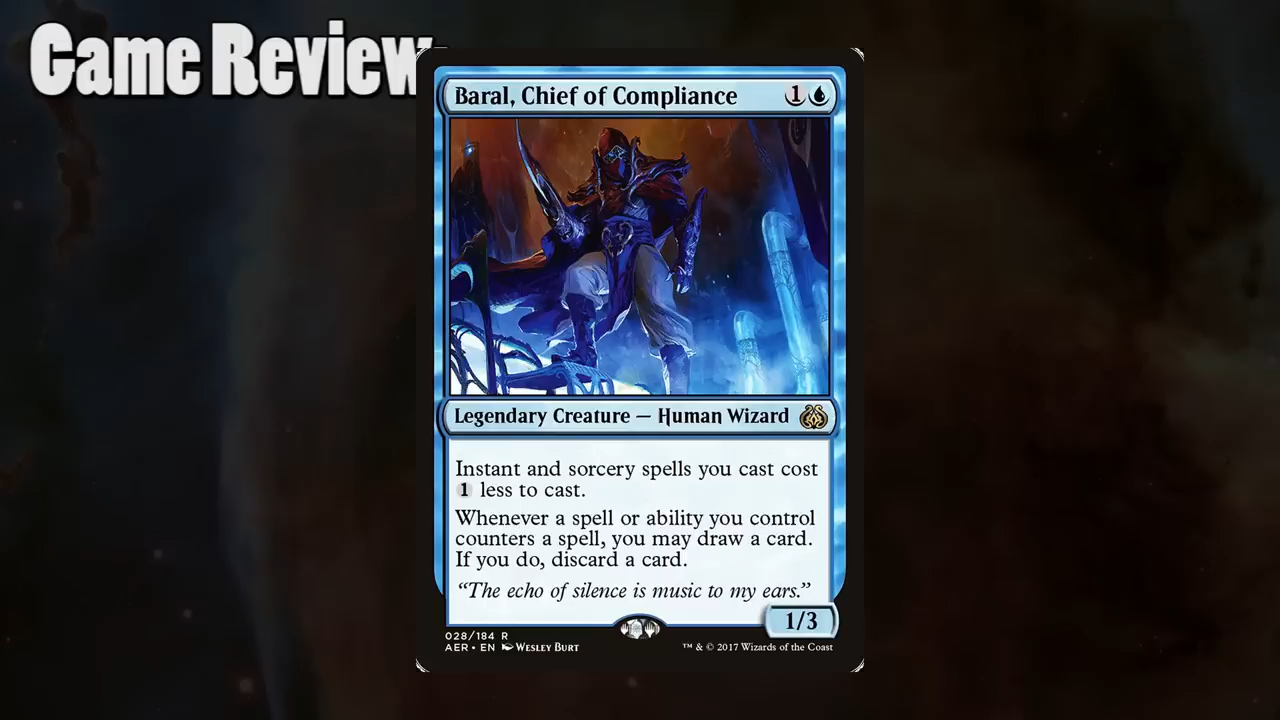 Game Review
Baral, Chief of Compliance 1
Legendary Creature — Human Wizard
Instant and sorcery spells you cast cost
1 less to cast.
Whenever a spell or ability you control
counters a spell, you may draw a card.
If you do, discard a card.
“The echo of silence is music to my ears.”
1/3
028/184 R
AER • EN Wesley Burt
™ & © 2017 Wizards of the Coast